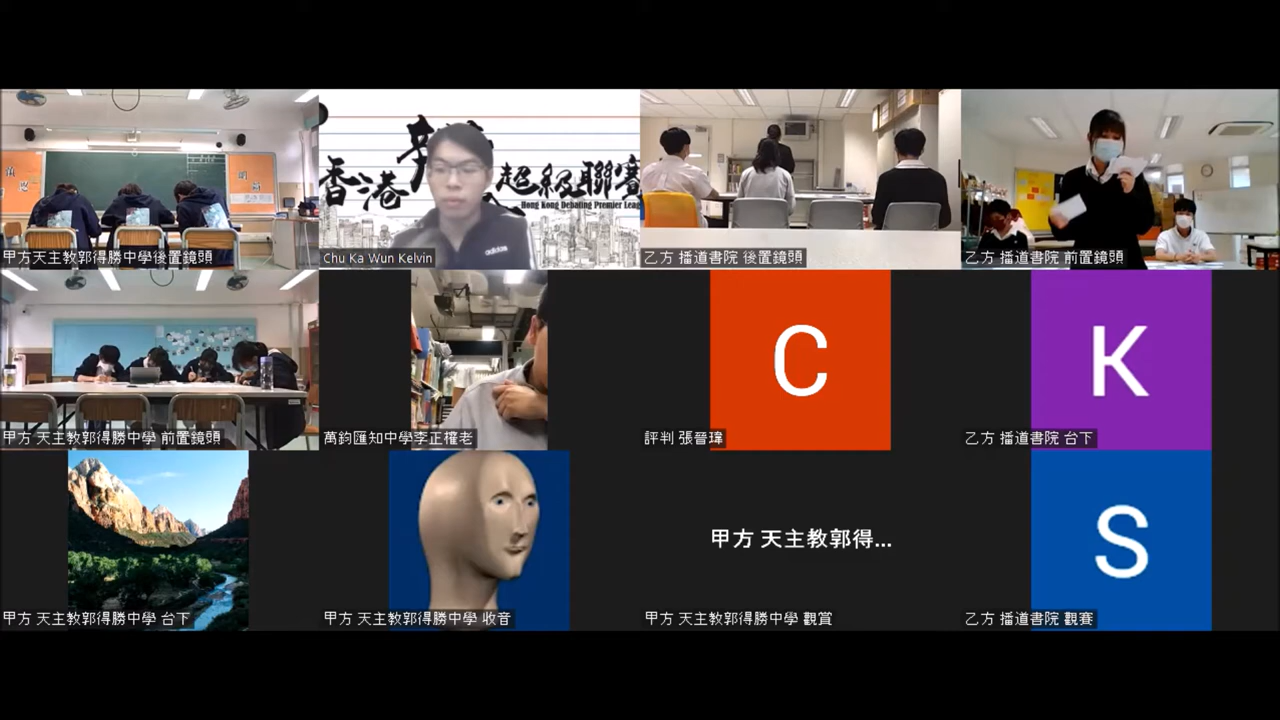 香港辯
超級聯賽
Hong Kong Debating Premier Leag
甲方天主教郭得勝中學後置鏡頭
Chu Ka Wun Kelvin
乙方 播道書院 後置鏡頭
乙方 播道書院 前置鏡頭
adidas
C
K
甲方 天主教郭得勝中學 前置鏡頭
萬鈞匯知中學李正權老
評判 張晉瑋
乙方 播道書院 台下
甲方 天主教郭得...
S
甲方 天主教郭得勝中學 台下
甲方 天主教郭得勝中學 收音
甲方 天主教郭得勝中學 觀賞
乙方 播道書院 觀賽